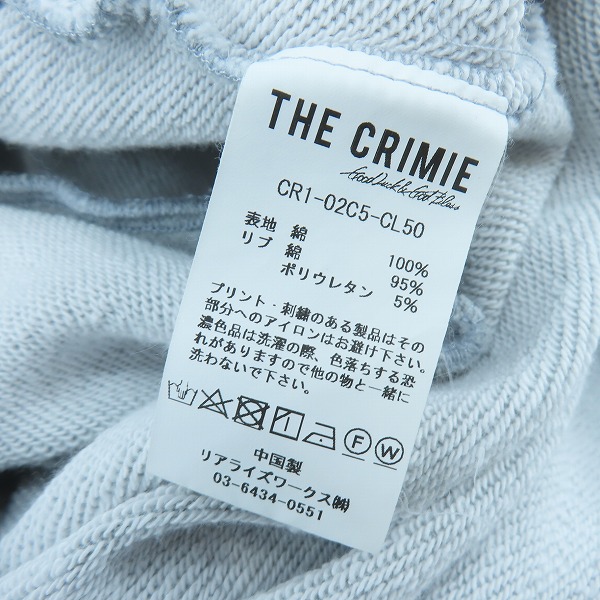 THE CRIMIE
Good Luck & God Bless
CR1-02C5-CL50
表地 綿 100%
リブ 綿 95%
ポリウレタン 5%
プリント・刺繍のある製品はその
部分へのアイロンはお避け下さい。
濃色品は洗濯の際、色落ちする恐
れがありますので他の物と一緒に
洗わないで下さい。
F W
中国製
リアライズワークス㈱
03-6434-0551